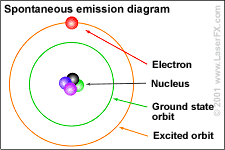 Spontaneous emission diagram
Electron
Nucleus
Ground state
orbit
Excited orbit
© 2001 www.LaserFX.com